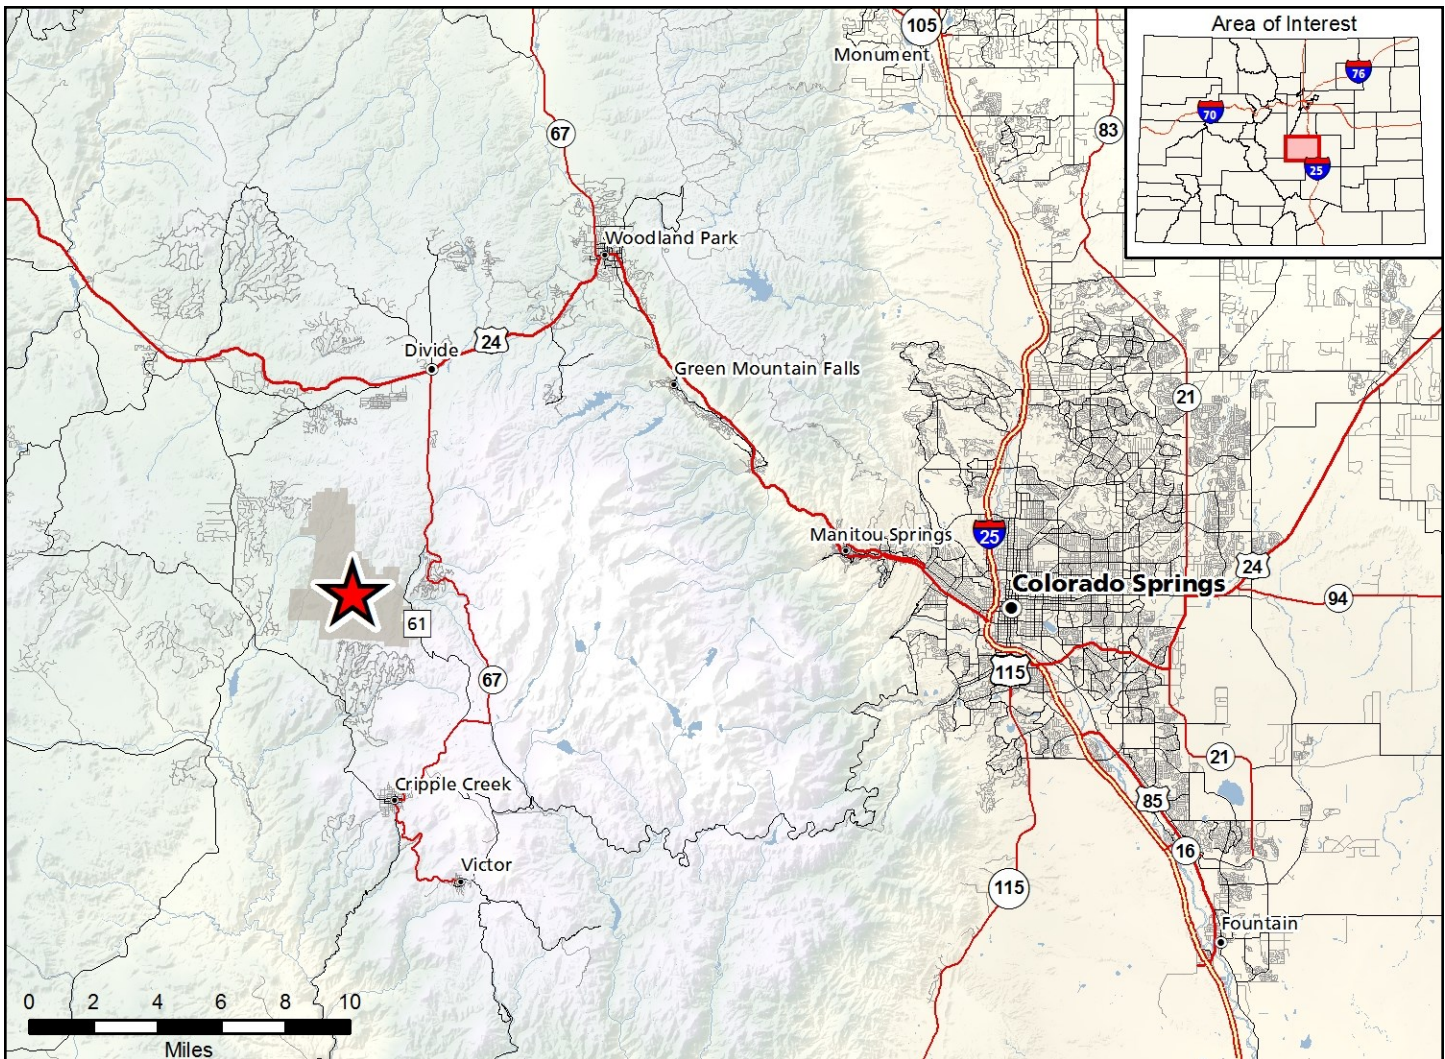 105
Monument
Area of Interest
76
70
25
67
83
Woodland Park
24
Divide
Green Mountain Falls
21
Manitou Springs
25
Colorado Springs
24
94
61
115
67
21
Cripple Creek
85
16
Victor
115
Fountain
0 2 4 6 8 10
Miles